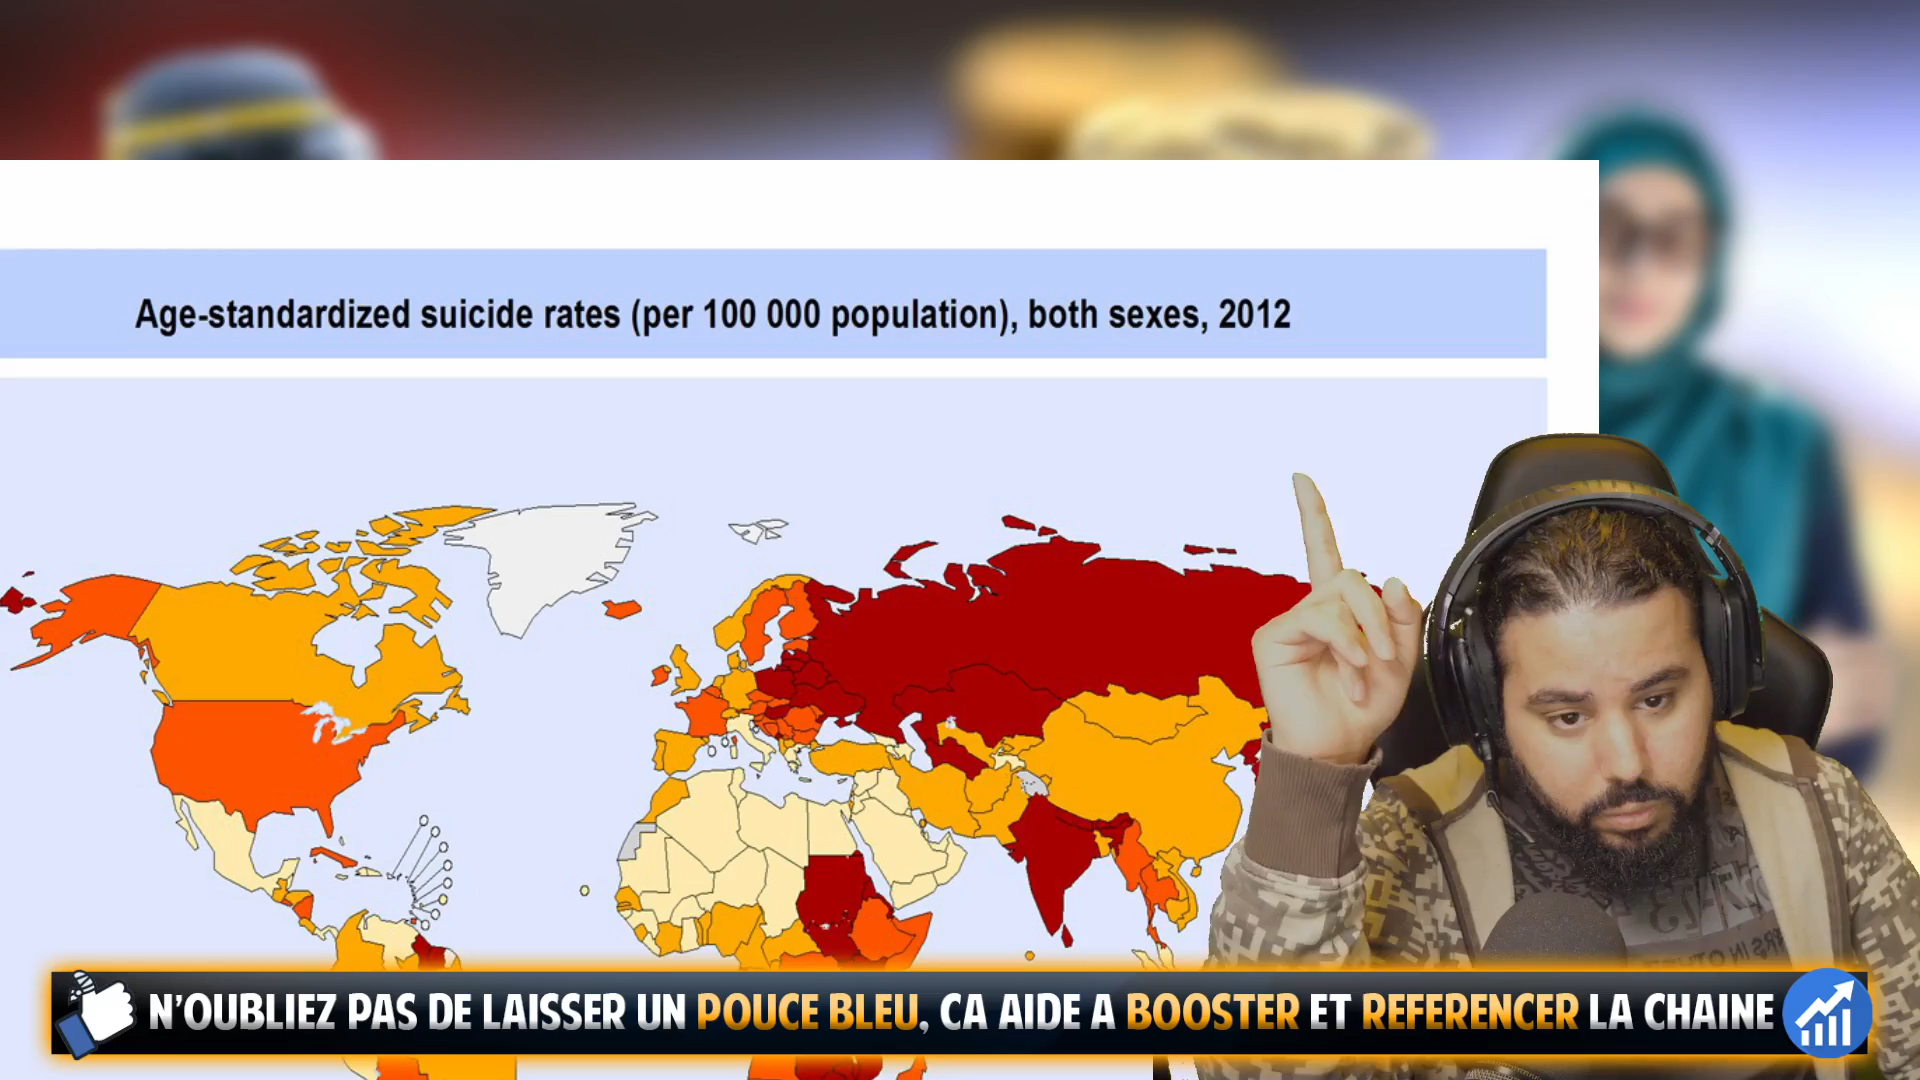 Age-standardized suicide rates (per 100 000 population), both sexes, 2012
N'OUBLIEZ PAS DE LAISSER UN POUCE BLEU, CA AIDE A BOOSTER ET REFERENCER LA CHAINE